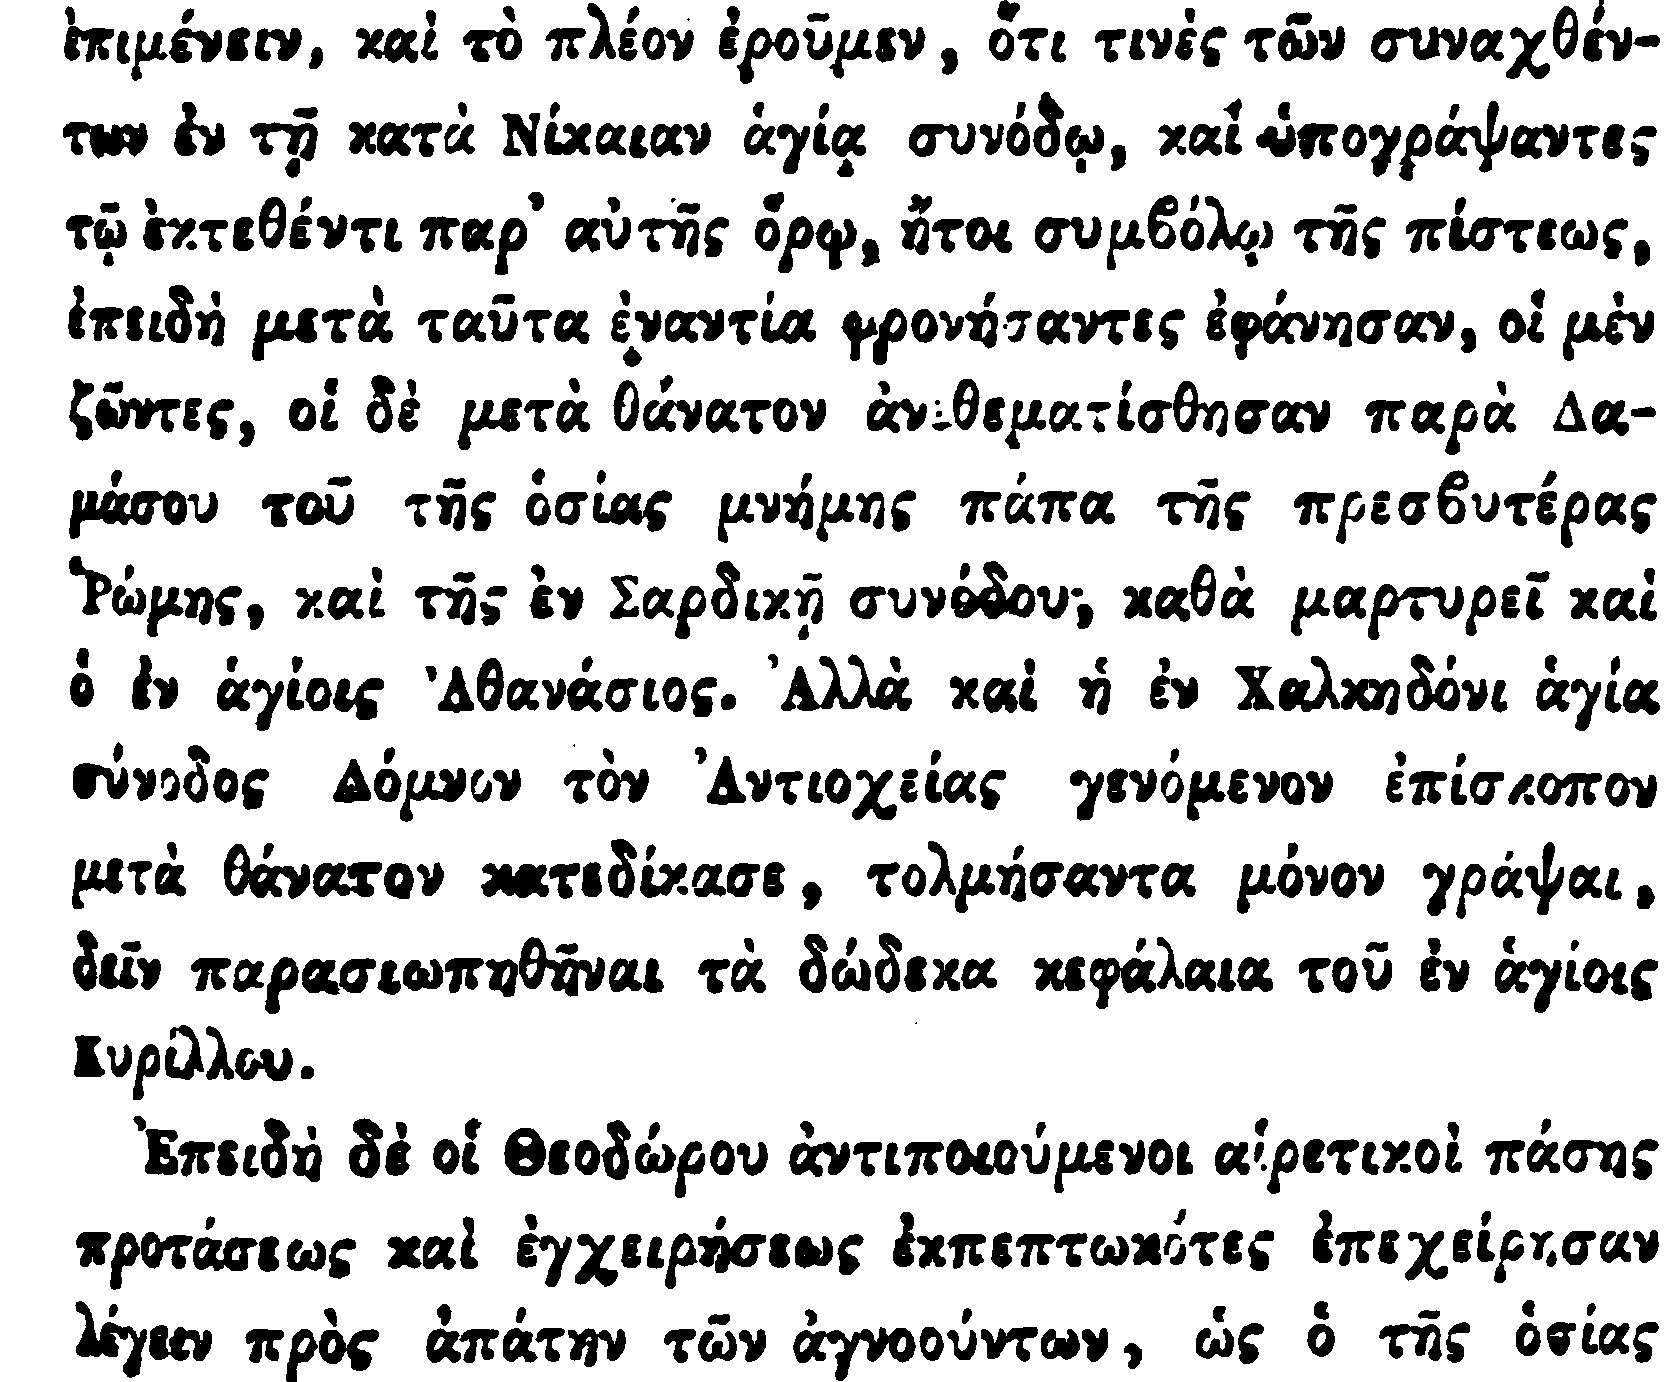 ἐπιμένειν, καὶ τὸ πλέον ἐροῦμεν, ὅτι τινὲς τῶν συναχθέν-
των ἐν τῇ κατὰ Νίκαιαν ἁγίᾳ συνόδῳ, καὶ ὑπογράψαντες
τῷ ἐκτεθέντι παρ’ αὐτῆς ὅρῳ, ἤτοι συμβόλῳ τῆς πίστεως,
ἐπειδὴ μετὰ ταῦτα ἐναντία φρονήσαντες ἐφάνησαν, οἱ μὲν
ζῶντες, οἱ δὲ μετὰ θάνατον ἀναθεματίσθησαν παρὰ Δα-
μάσου τοῦ τῆς ὁσίας μνήμης πάπα τῆς πρεσβυτέρας
Ῥώμης, καὶ τῆς ἐν Σαρδικῇ συνόδου, καθὰ μαρτυρεῖ καὶ
ὁ ἐν ἁγίοις Ἀθανάσιος. Ἀλλὰ καὶ ἡ ἐν Χαλκηδόνι ἁγία
σύνοδος Δόμνον τὸν Ἀντιοχείας γενόμενον ἐπίσκοπον
μετὰ θάνατον κατεδίκασε, τολμήσαντα μόνον γράψαι,
δεῖν παρασιωπηθῆναι τὰ δώδεκα κεφάλαια τοῦ ἐν ἁγίοις
Κυρίλλου.
Ἐπειδὴ δὲ οἱ Θεοδώρου ἀντιποιούμενοι αἱρετικοὶ πάσης
προτάσεως καὶ ἐγχειρήσεως ἐκπεπτωκότες ἐπεχείρησαν
λέγειν πρὸς ἀπάτην τῶν ἀγνοούντων, ὡς ὁ τῆς ὁσίας